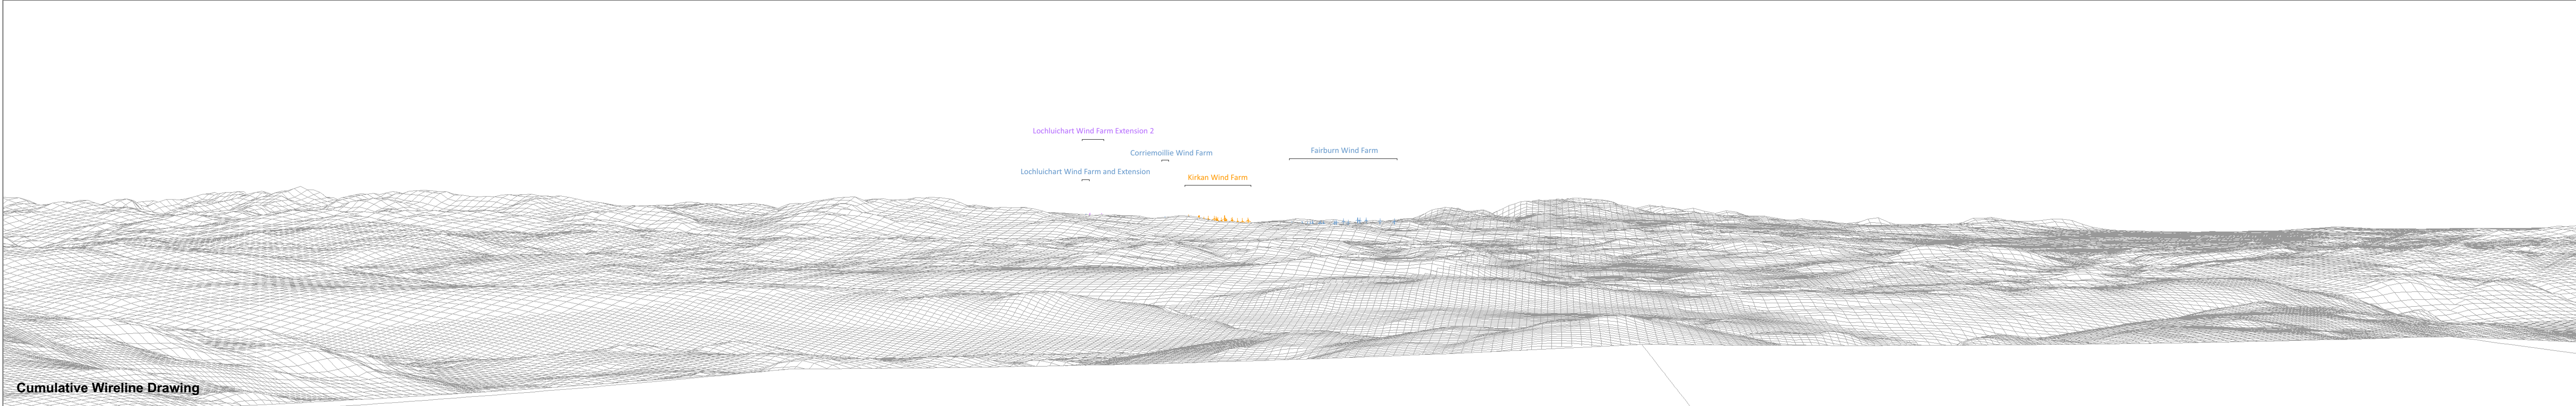 Lochluichart Wind Farm Extension 2
Corriemoillie Wind Farm
Fairburn Wind Farm
Lochluichart Wind Farm and Extension
Kirkan Wind Farm
Cumulative Wireline Drawing